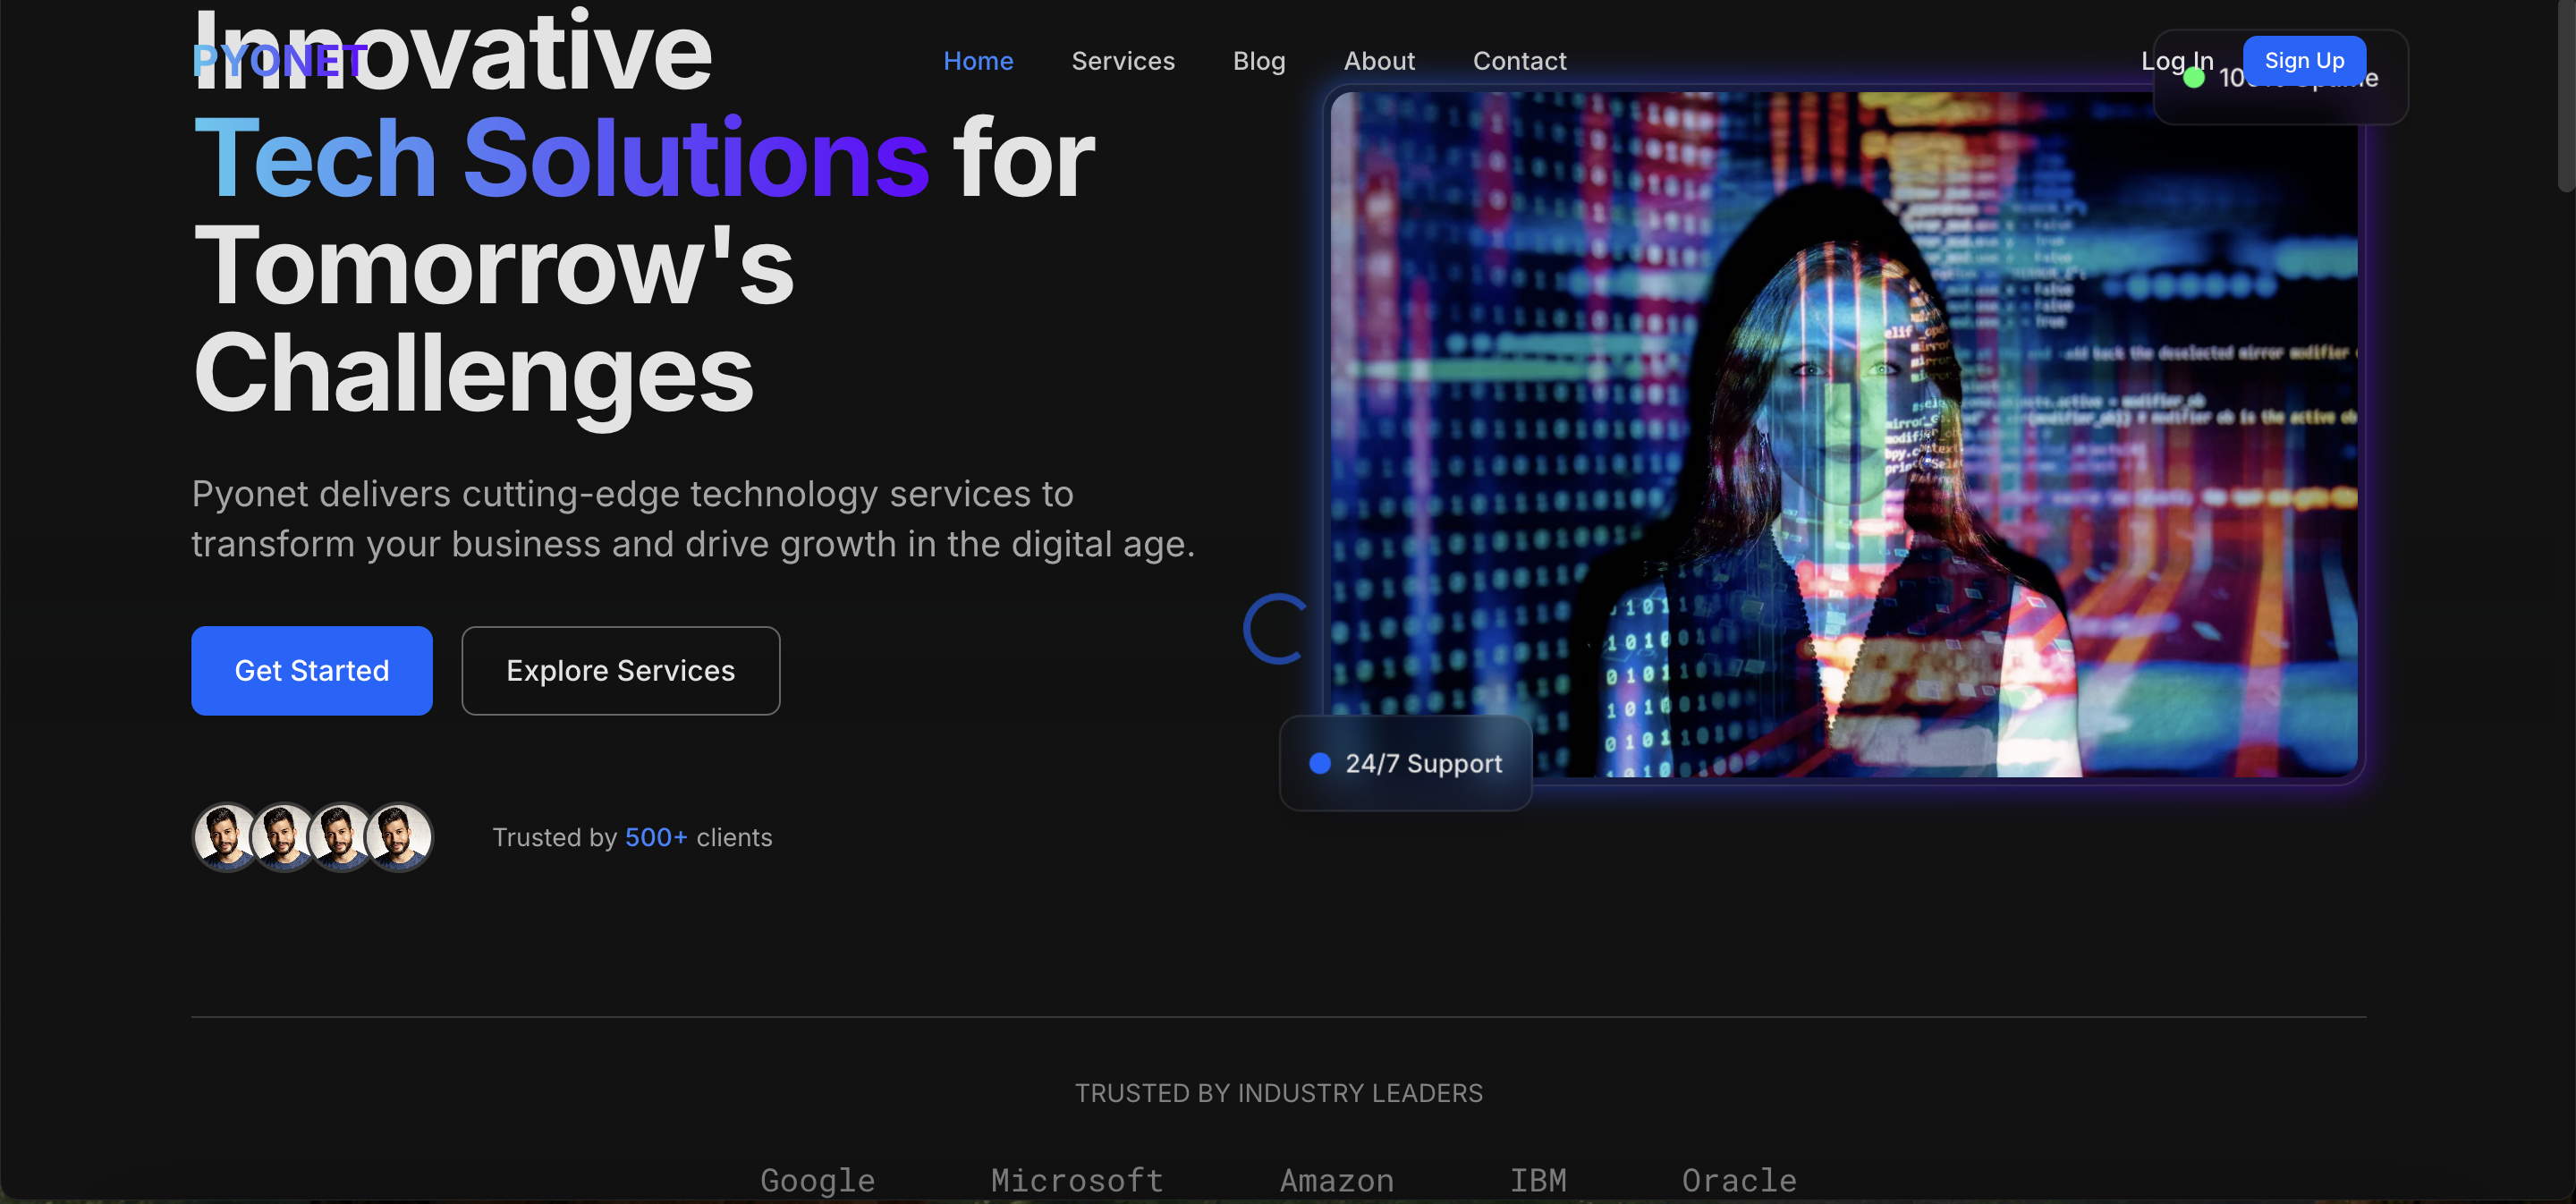 PYONET
Home Services Blog About Contact
Log In Sign Up
Innovative
Tech Solutions for
Tomorrow's
Challenges
Pyonet delivers cutting-edge technology services to
transform your business and drive growth in the digital age.
Get Started Explore Services
Trusted by 500+ clients
24/7 Support
TRUSTED BY INDUSTRY LEADERS
Google Microsoft Amazon IBM Oracle